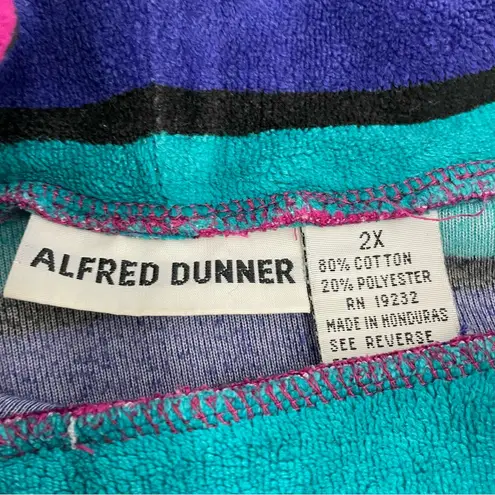 ALFRED DUNNER
2X
80% COTTON
20% POLYESTER
RN 19232
MADE IN HONDURAS
SEE REVERSE